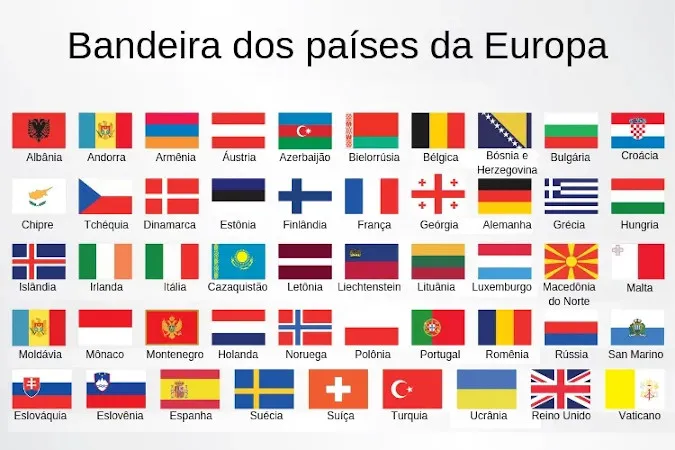 Bandeira dos países da Europa
Albânia Andorra Armênia Áustria Azerbaijão Bielorrúsia Bélgica Bósnia e Herzegovina Bulgária Croácia
Chipre Tchéquia Dinamarca Estônia Finlândia França Geórgia Alemanha Grécia Hungria
Islândia Irlanda Itália Cazaquistão Letônia Liechtenstein Lituânia Luxemburgo Macedônia do Norte Malta
Moldávia Mônaco Montenegro Holanda Noruega Polônia Portugal Romênia Rússia San Marino
Eslováquia Eslovênia Espanha Suécia Suíça Turquia Ucrânia Reino Unido Vaticano